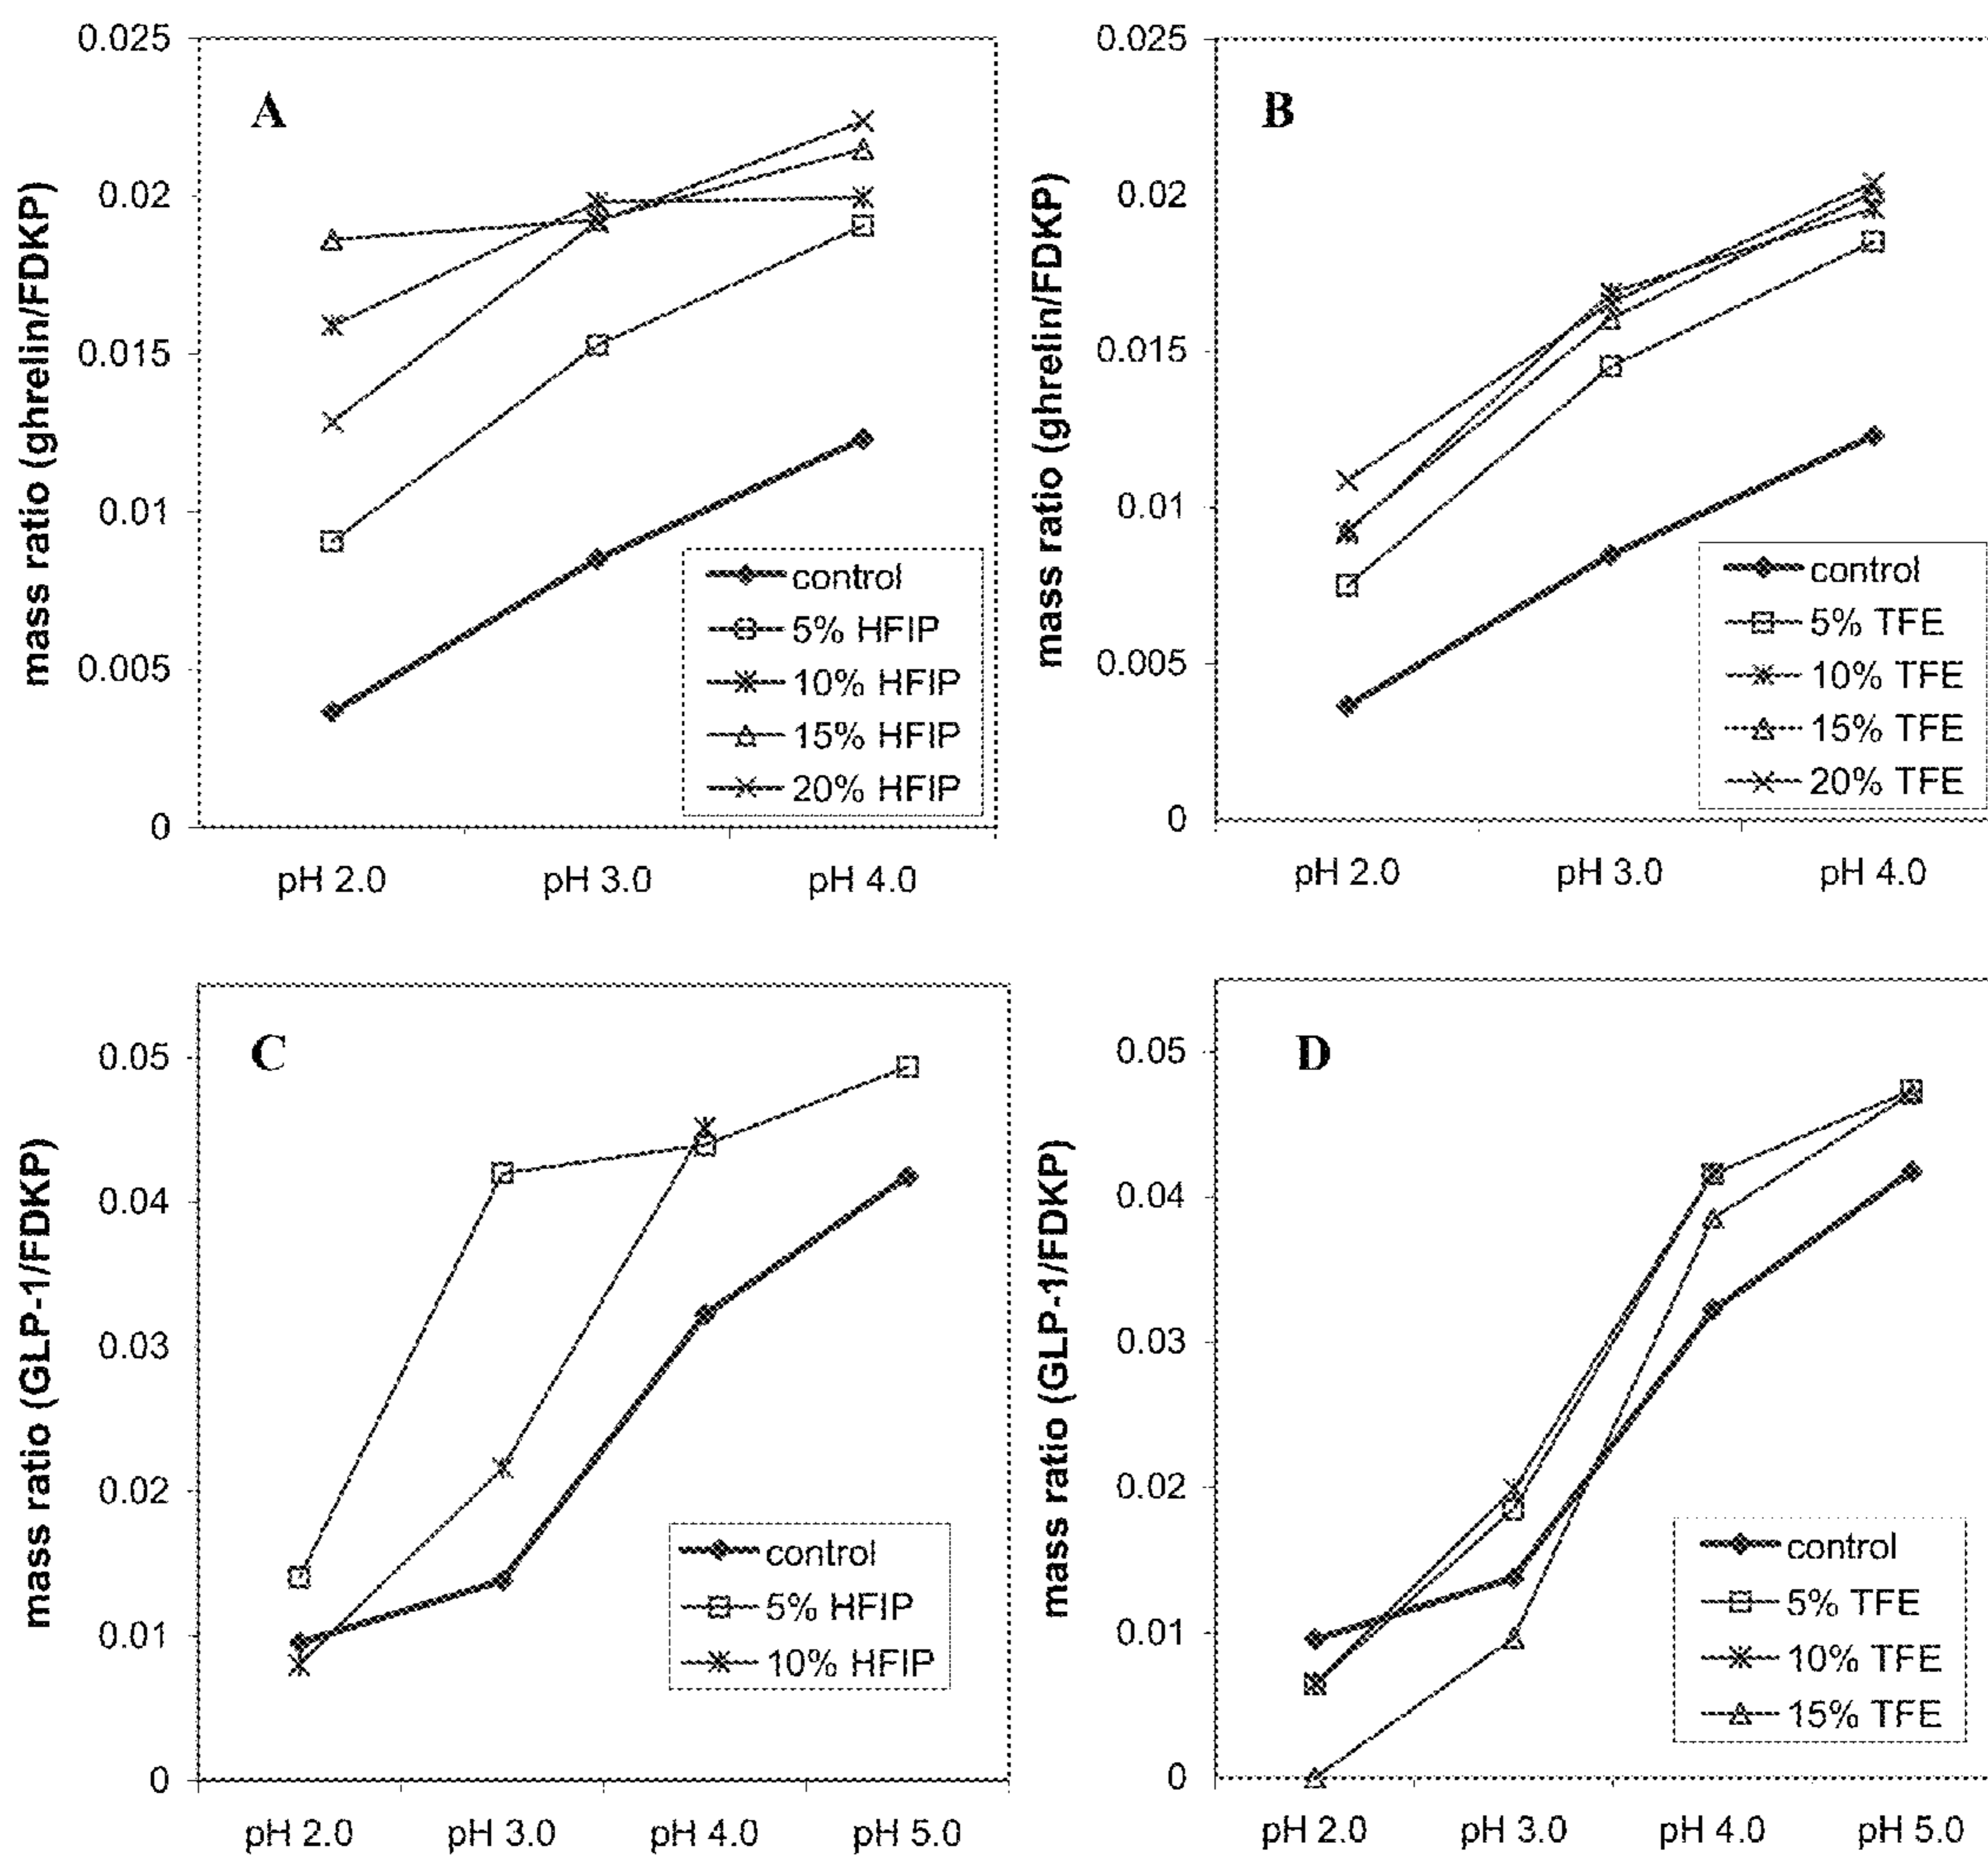 A
mass ratio (ghrelin/FDKP)
0.025
0.02
0.015
0.01
0.005
0
pH 2.0
pH 3.0
pH 4.0
control
5% HFIP
10% HFIP
15% HFIP
20% HFIP
B
mass ratio (ghrelin/FDKP)
0.025
0.02
0.015
0.01
0.005
0
pH 2.0
pH 3.0
pH 4.0
control
5% TFE
10% TFE
15% TFE
20% TFE
C
mass ratio (GLP-1/FDKP)
0.05
0.04
0.03
0.02
0.01
0
pH 2.0
pH 3.0
pH 4.0
pH 5.0
control
5% HFIP
10% HFIP
D
mass ratio (GLP-1/FDKP)
0.05
0.04
0.03
0.02
0.01
0
pH 2.0
pH 3.0
pH 4.0
pH 5.0
control
5% TFE
10% TFE
15% TFE